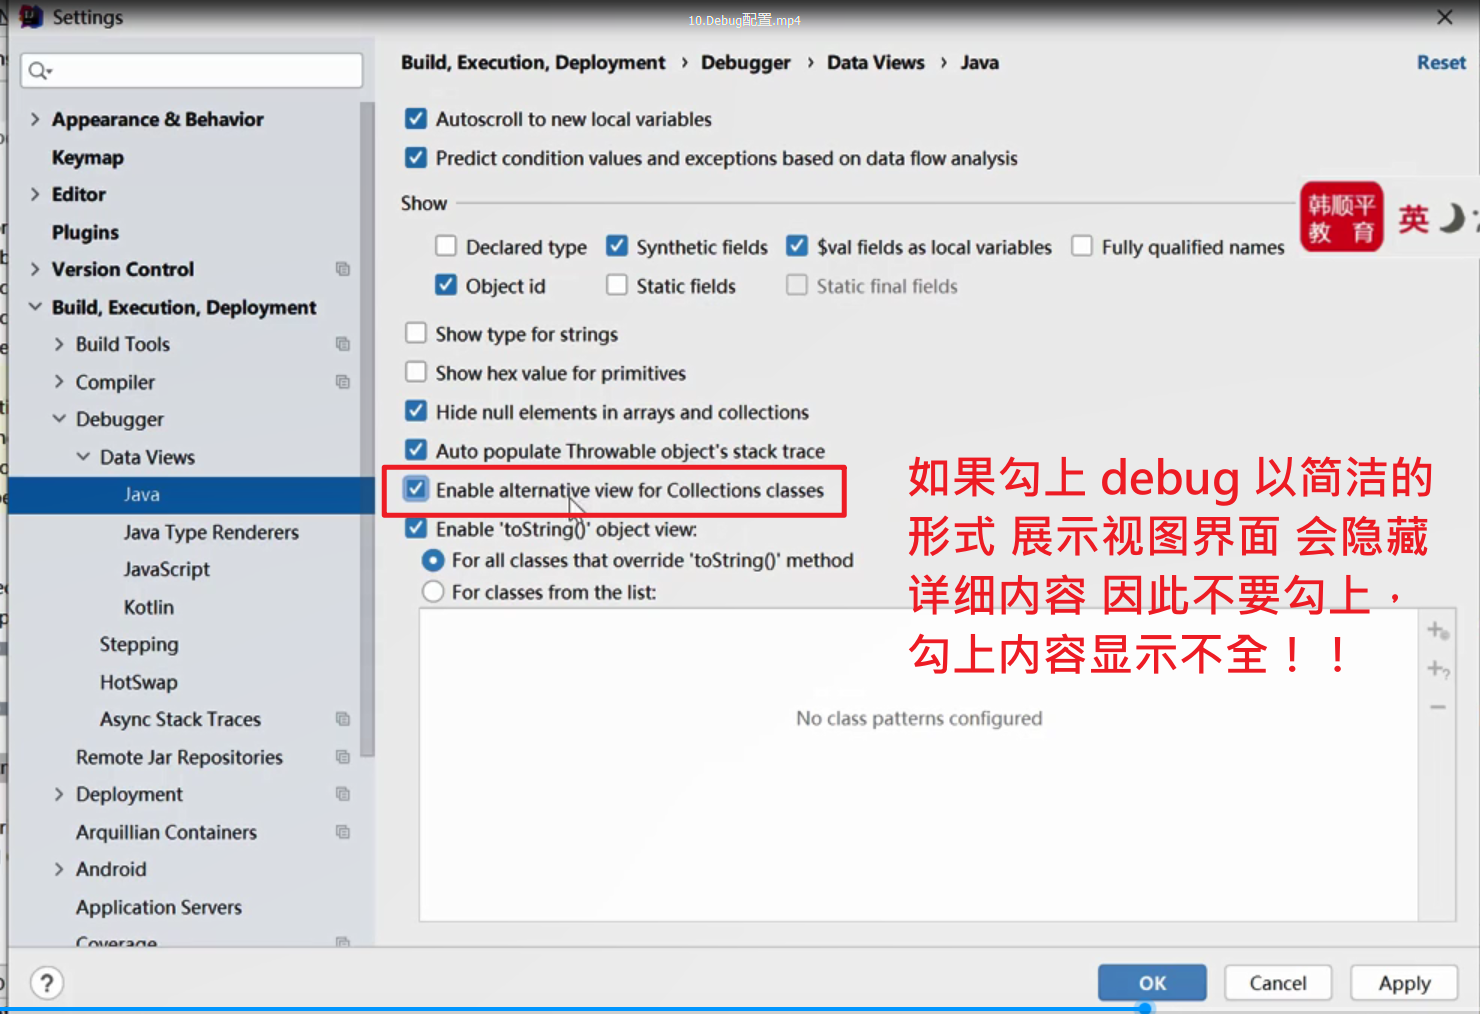 Settings
10.Debug配置.mp4
Build, Execution, Deployment › Debugger › Data Views › Java
Reset
Appearance & Behavior
Keymap
Editor
Plugins
Version Control
Build, Execution, Deployment
Build Tools
Compiler
Debugger
Data Views
Java
Java Type Renderers
JavaScript
Kotlin
Stepping
HotSwap
Async Stack Traces
Remote Jar Repositories
Deployment
Arquillian Containers
Android
Application Servers
Coverage
Autoscroll to new local variables
Predict condition values and exceptions based on data flow analysis
Show
Declared type
Synthetic fields
$val fields as local variables
Fully qualified names
Object id
Static fields
Static final fields
Show type for strings
Show hex value for primitives
Hide null elements in arrays and collections
Auto populate Throwable object's stack trace
Enable alternative view for Collections classes
Enable 'toString()' object view:
For all classes that override 'toString()' method
For classes from the list:
No class patterns configured
韩顺平
教 育
英
如果勾上 debug 以简洁的
形式 展示视图界面 会隐藏
详细内容 因此不要勾上，
勾上内容显示不全！！
?
OK
Cancel
Apply